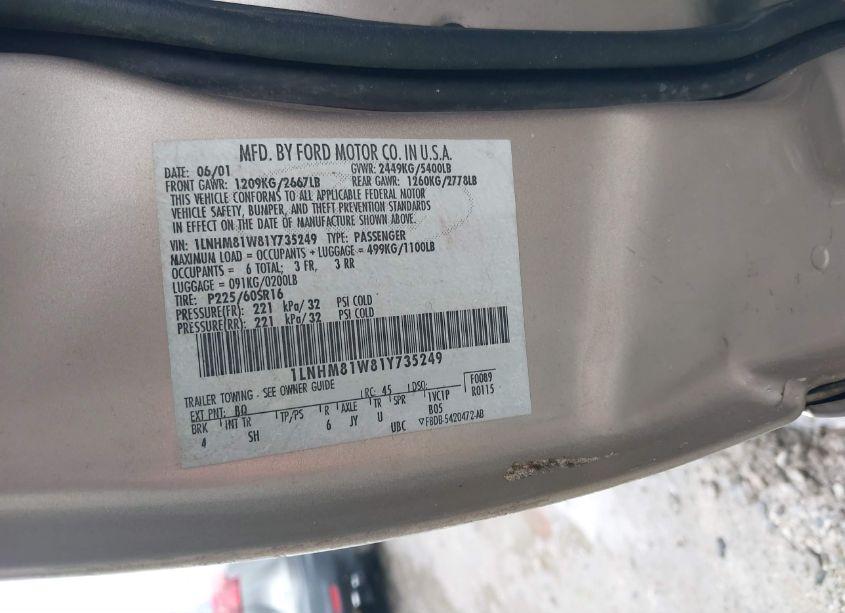 MFD. BY FORD MOTOR CO. IN U.S.A.
DATE: 06/01 GVWR: 2449KG/5400LB
FRONT GAWR: 1209KG/2667LB REAR GAWR: 1260KG/2778LB
THIS VEHICLE CONFORMS TO ALL APPLICABLE FEDERAL MOTOR
VEHICLE SAFETY, BUMPER, AND THEFT PREVENTION STANDARDS
IN EFFECT ON THE DATE OF MANUFACTURE SHOWN ABOVE.
VIN: 1LNHM81W81Y735249 TYPE: PASSENGER
MAXIMUM LOAD = OCCUPANTS + LUGGAGE = 499KG/1100LB
OCCUPANTS = 6 TOTAL; 3 FR, 3 RR
LUGGAGE = 091KG/0200LB
TIRE: P225/60SR16
PRESSURE(FR): 221 kPa/ 32 PSI COLD
PRESSURE(RR): 221 kPa/ 32 PSI COLD
1LNHM81W81Y735249
TRAILER TOWING - SEE OWNER GUIDE
EXT PNT: BQ RC: 45 DSO: F0089
BRK INT TR TP/PS R AXLE TR SPR IVC1P R0115
4 SH 6 JY U B05
UBC ▽F8DB-5420472-AB